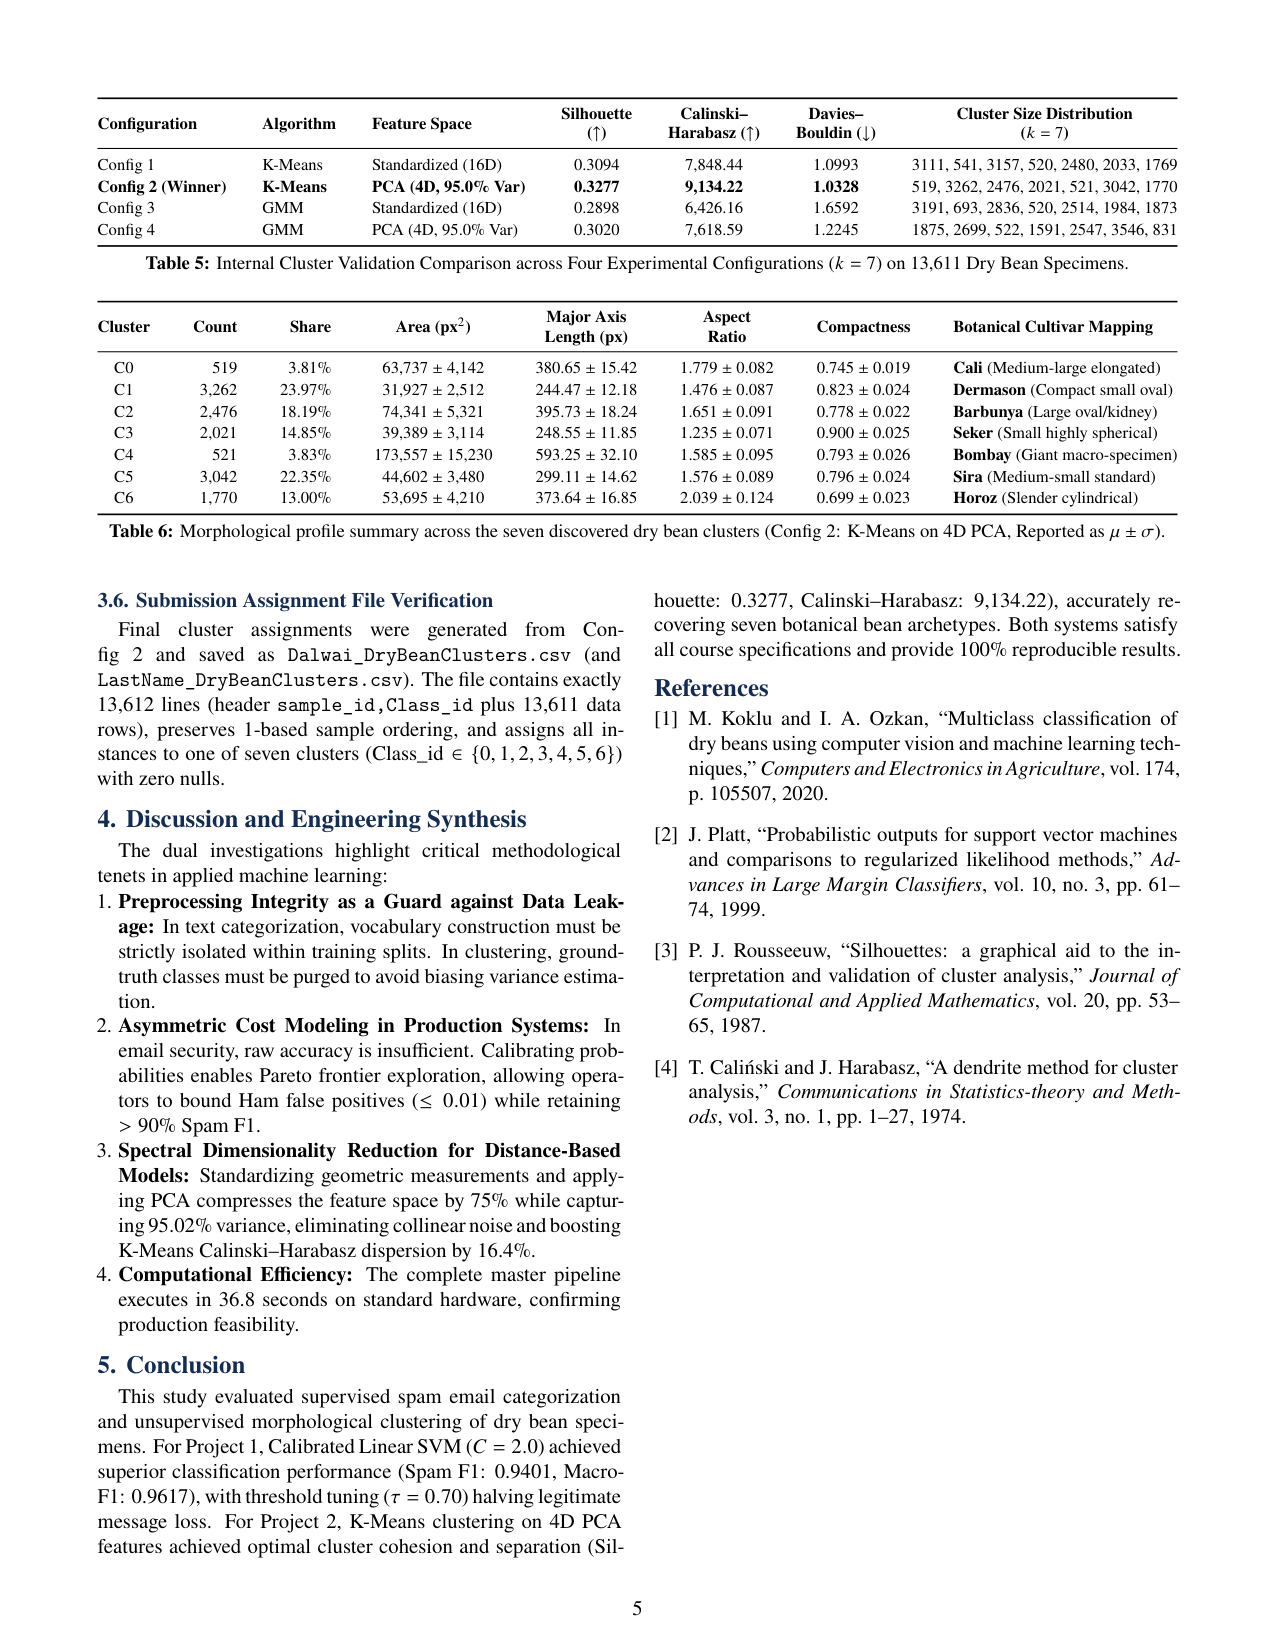 Configuration Algorithm Feature Space Silhouette (↑) Calinski–Harabasz (↑) Davies–Bouldin (↓) Cluster Size Distribution (k = 7)
Config 1 K-Means Standardized (16D) 0.3094 7,848.44 1.0993 3111, 541, 3157, 520, 2480, 2033, 1769
Config 2 (Winner) K-Means PCA (4D, 95.0% Var) 0.3277 9,134.22 1.0328 519, 3262, 2476, 2021, 521, 3042, 1770
Config 3 GMM Standardized (16D) 0.2898 6,426.16 1.6592 3191, 693, 2836, 520, 2514, 1984, 1873
Config 4 GMM PCA (4D, 95.0% Var) 0.3020 7,618.59 1.2245 1875, 2699, 522, 1591, 2547, 3546, 831
Table 5: Internal Cluster Validation Comparison across Four Experimental Configurations (k = 7) on 13,611 Dry Bean Specimens.
Cluster Count Share Area (px²) Major Axis Length (px) Aspect Ratio Compactness Botanical Cultivar Mapping
C0 519 3.81% 63,737 ± 4,142 380.65 ± 15.42 1.779 ± 0.082 0.745 ± 0.019 Cali (Medium-large elongated)
C1 3,262 23.97% 31,927 ± 2,512 244.47 ± 12.18 1.476 ± 0.087 0.823 ± 0.024 Dermason (Compact small oval)
C2 2,476 18.19% 74,341 ± 5,321 395.73 ± 18.24 1.651 ± 0.091 0.778 ± 0.022 Barbunya (Large oval/kidney)
C3 2,021 14.85% 39,389 ± 3,114 248.55 ± 11.85 1.235 ± 0.071 0.900 ± 0.025 Seker (Small highly spherical)
C4 521 3.83% 173,557 ± 15,230 593.25 ± 32.10 1.585 ± 0.095 0.793 ± 0.026 Bombay (Giant macro-specimen)
C5 3,042 22.35% 44,602 ± 3,480 299.11 ± 14.62 1.576 ± 0.089 0.796 ± 0.024 Sira (Medium-small standard)
C6 1,770 13.00% 53,695 ± 4,210 373.64 ± 16.85 2.039 ± 0.124 0.699 ± 0.023 Horoz (Slender cylindrical)
Table 6: Morphological profile summary across the seven discovered dry bean clusters (Config 2: K-Means on 4D PCA, Reported as μ ± σ).
3.6. Submission Assignment File Verification
Final cluster assignments were generated from Con-
fig 2 and saved as Dalwai_DryBeanClusters.csv (and
LastName_DryBeanClusters.csv). The file contains exactly
13,612 lines (header sample_id,Class_id plus 13,611 data
rows), preserves 1-based sample ordering, and assigns all in-
stances to one of seven clusters (Class_id ∈ {0, 1, 2, 3, 4, 5, 6})
with zero nulls.
4. Discussion and Engineering Synthesis
The dual investigations highlight critical methodological
tenets in applied machine learning:
1. Preprocessing Integrity as a Guard against Data Leak-
age: In text categorization, vocabulary construction must be
strictly isolated within training splits. In clustering, ground-
truth classes must be purged to avoid biasing variance estima-
tion.
2. Asymmetric Cost Modeling in Production Systems: In
email security, raw accuracy is insufficient. Calibrating prob-
abilities enables Pareto frontier exploration, allowing opera-
tors to bound Ham false positives (≤ 0.01) while retaining
> 90% Spam F1.
3. Spectral Dimensionality Reduction for Distance-Based
Models: Standardizing geometric measurements and apply-
ing PCA compresses the feature space by 75% while captur-
ing 95.02% variance, eliminating collinear noise and boosting
K-Means Calinski–Harabasz dispersion by 16.4%.
4. Computational Efficiency: The complete master pipeline
executes in 36.8 seconds on standard hardware, confirming
production feasibility.
5. Conclusion
This study evaluated supervised spam email categorization
and unsupervised morphological clustering of dry bean speci-
mens. For Project 1, Calibrated Linear SVM (C = 2.0) achieved
superior classification performance (Spam F1: 0.9401, Macro-
F1: 0.9617), with threshold tuning (τ = 0.70) halving legitimate
message loss. For Project 2, K-Means clustering on 4D PCA
features achieved optimal cluster cohesion and separation (Sil-
houette: 0.3277, Calinski–Harabasz: 9,134.22), accurately re-
covering seven botanical bean archetypes. Both systems satisfy
all course specifications and provide 100% reproducible results.
References
[1] M. Koklu and I. A. Ozkan, “Multiclass classification of
dry beans using computer vision and machine learning tech-
niques,” Computers and Electronics in Agriculture, vol. 174,
p. 105507, 2020.
[2] J. Platt, “Probabilistic outputs for support vector machines
and comparisons to regularized likelihood methods,” Ad-
vances in Large Margin Classifiers, vol. 10, no. 3, pp. 61–
74, 1999.
[3] P. J. Rousseeuw, “Silhouettes: a graphical aid to the in-
terpretation and validation of cluster analysis,” Journal of
Computational and Applied Mathematics, vol. 20, pp. 53–
65, 1987.
[4] T. Caliński and J. Harabasz, “A dendrite method for cluster
analysis,” Communications in Statistics-theory and Meth-
ods, vol. 3, no. 1, pp. 1–27, 1974.
5